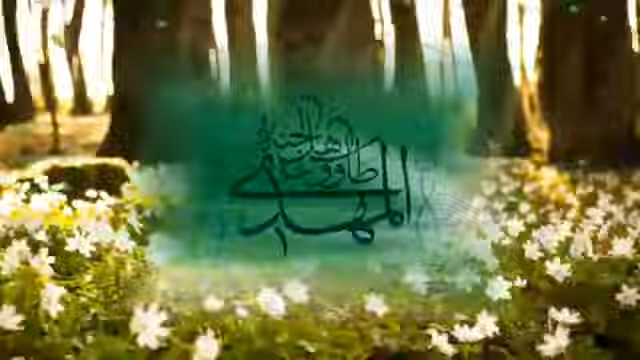 المهدي
طاووس
اهل الجنة